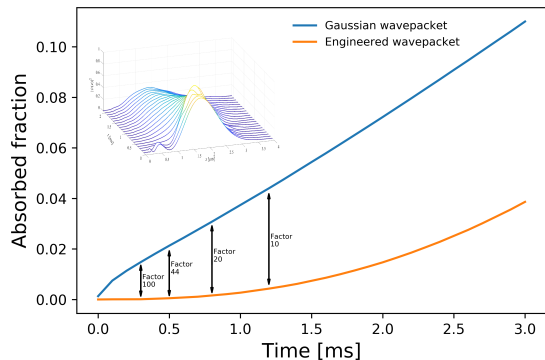 Gaussian wavepacket
Engineered wavepacket
0.10
0.08
0.06
0.04
0.02
0.00
Absorbed fraction
Factor
100
Factor
44
Factor
20
Factor
10
0.0 0.5 1.0 1.5 2.0 2.5 3.0
Time [ms]